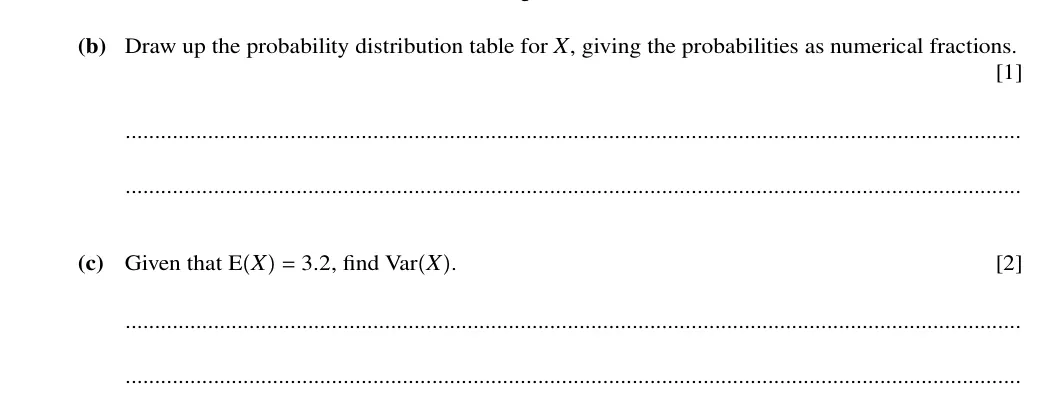 (b) Draw up the probability distribution table for X, giving the probabilities as numerical fractions.
[1]
................................................................................................................................................
................................................................................................................................................
(c) Given that E(X) = 3.2, find Var(X). [2]
................................................................................................................................................
................................................................................................................................................